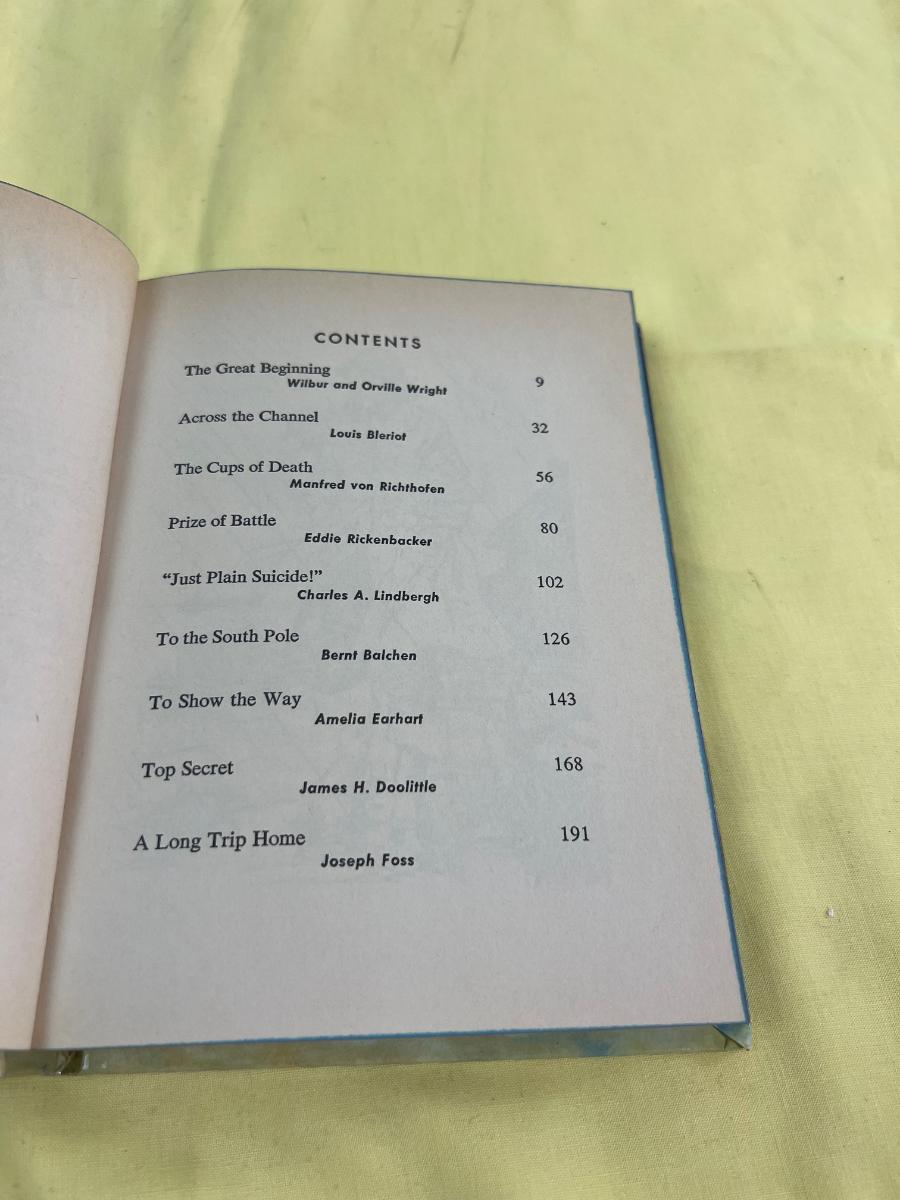 CONTENTS
The Great Beginning 9
Wilbur and Orville Wright
Across the Channel 32
Louis Bleriot
The Cups of Death 56
Manfred von Richthofen
Prize of Battle 80
Eddie Rickenbacker
“Just Plain Suicide!” 102
Charles A. Lindbergh
To the South Pole 126
Bernt Balchen
To Show the Way 143
Amelia Earhart
Top Secret 168
James H. Doolittle
A Long Trip Home 191
Joseph Foss